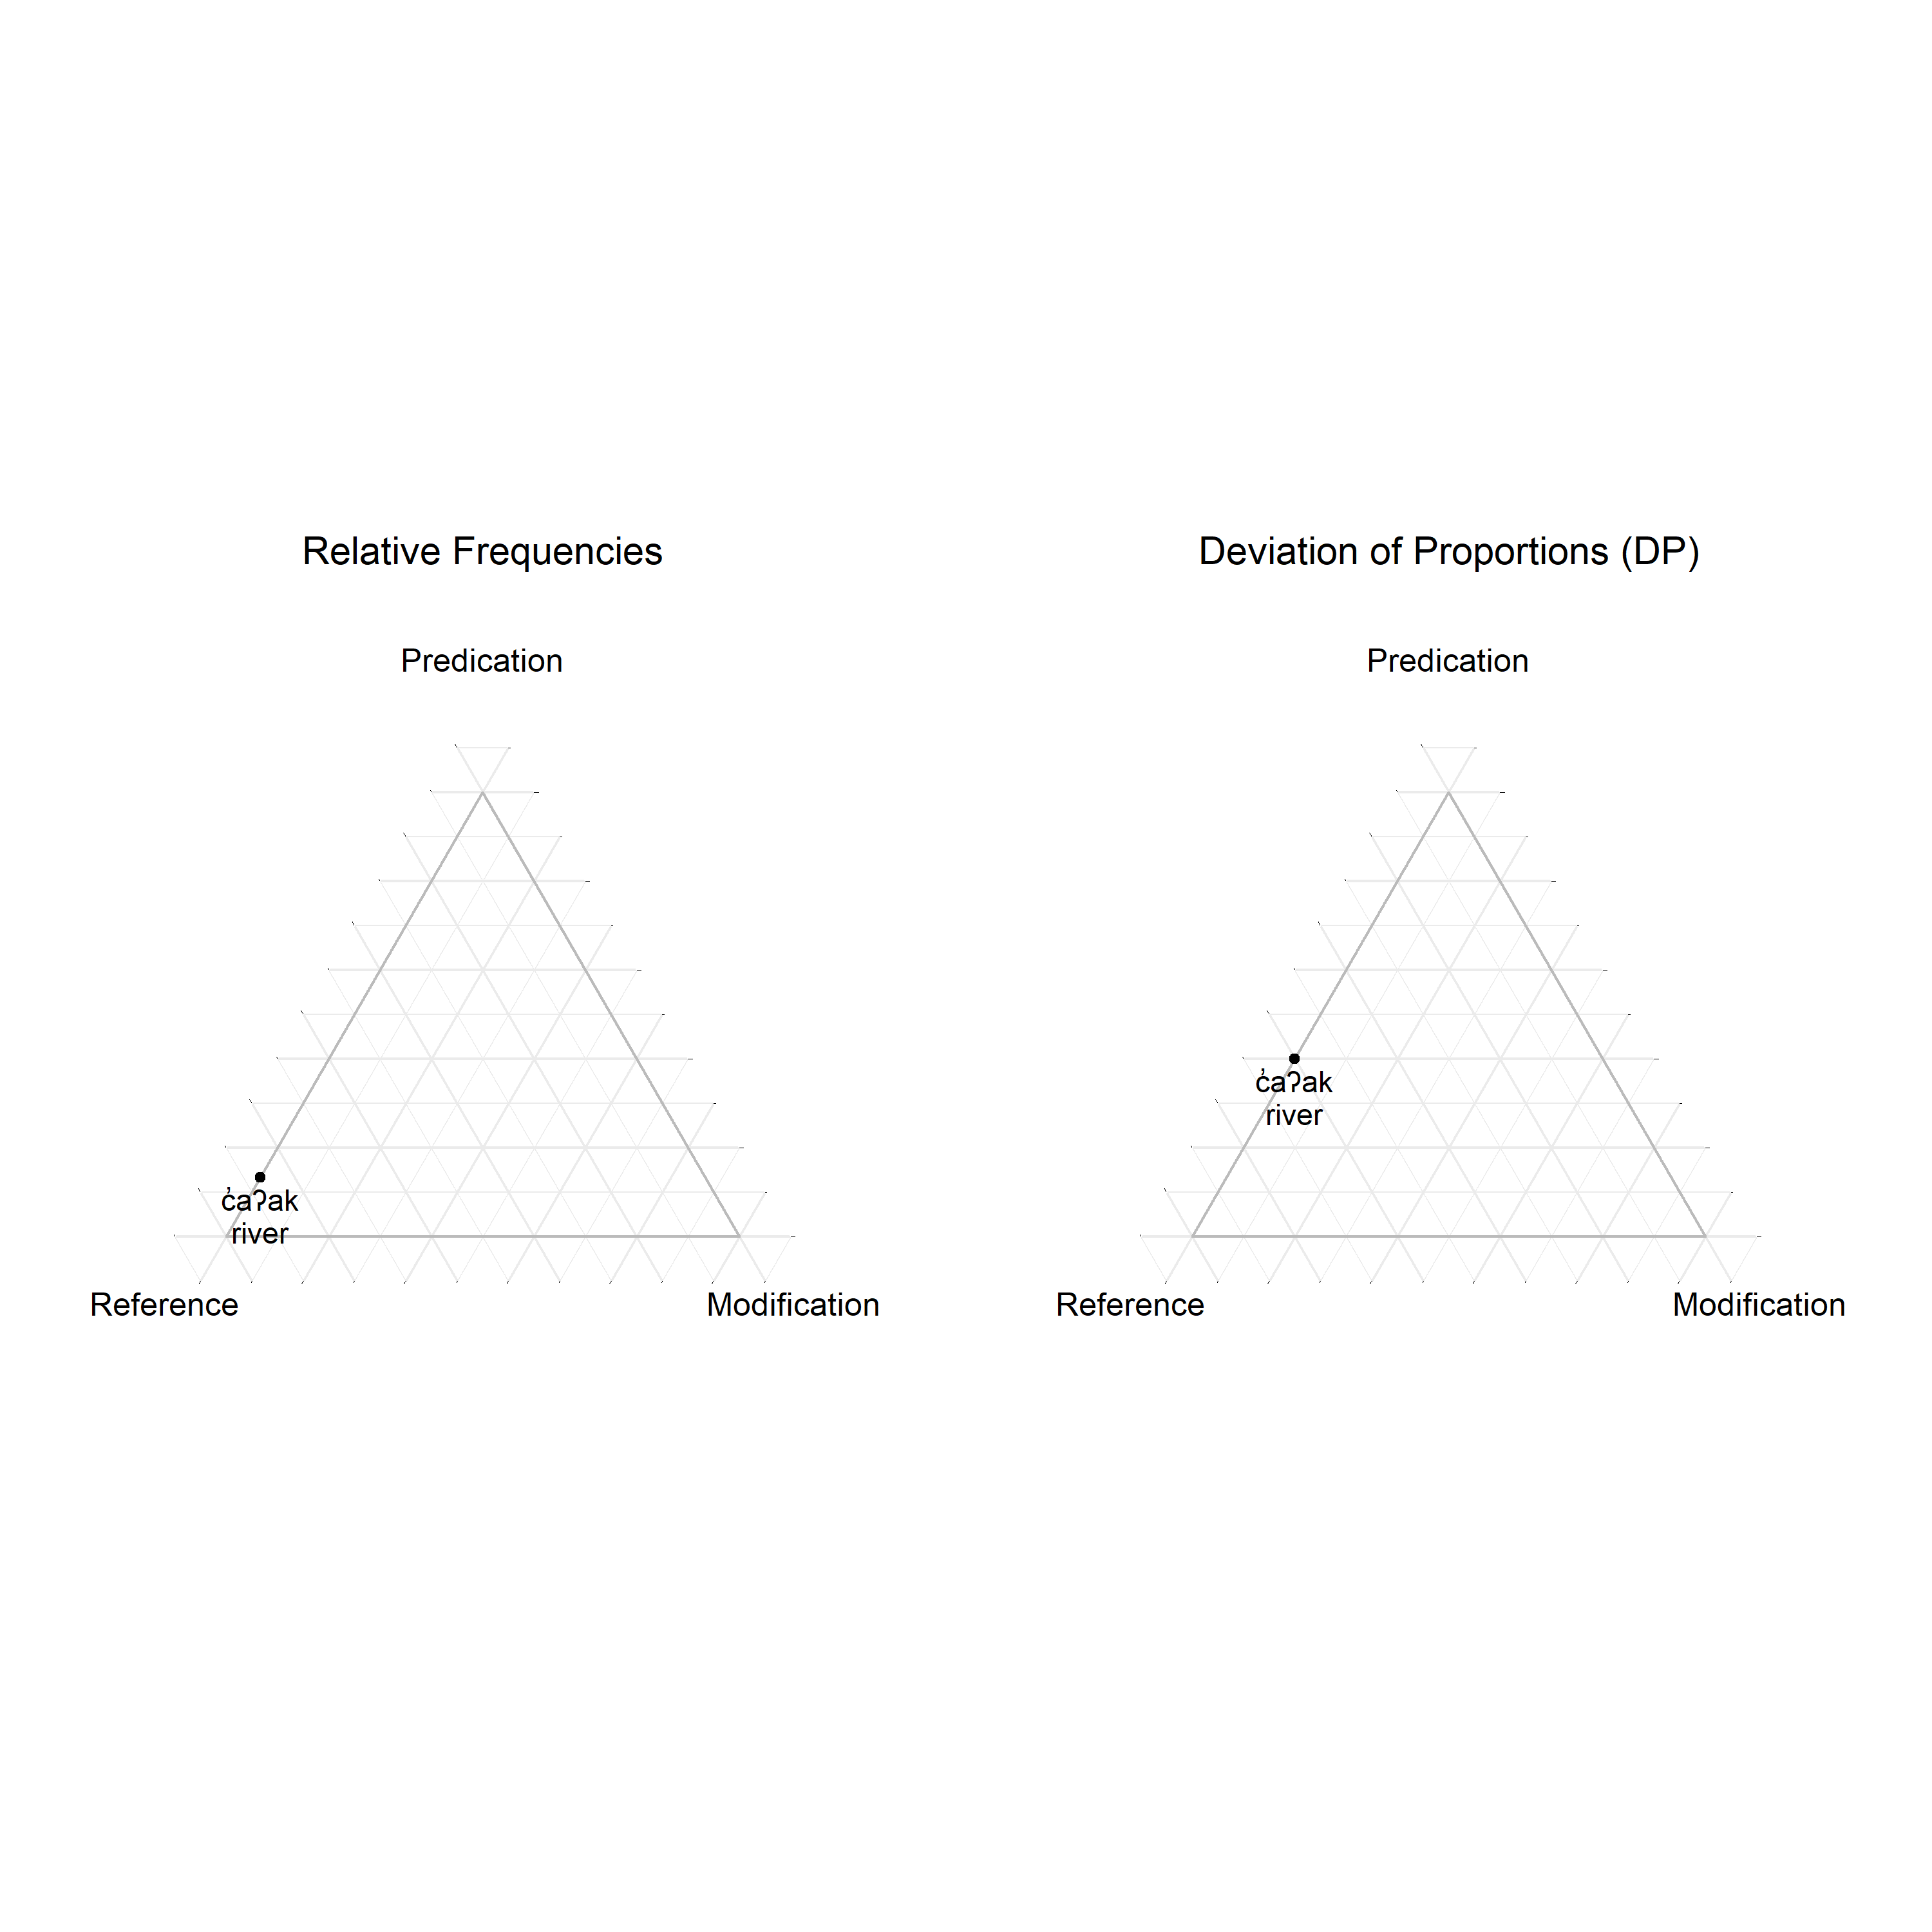 Relative Frequencies
Predication
c̓aʔak
river
Reference
Modification
Deviation of Proportions (DP)
Predication
c̓aʔak
river
Reference
Modification